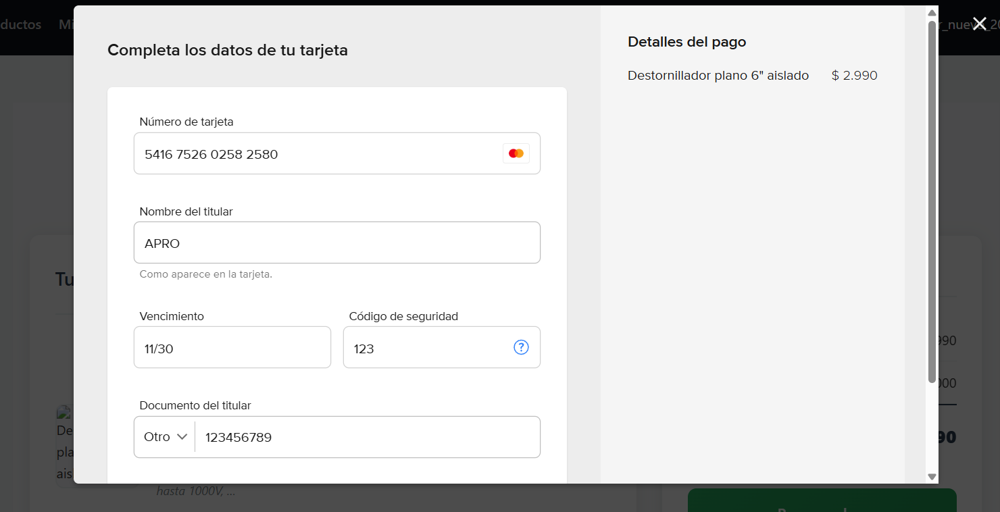 ductos Mi
Completa los datos de tu tarjeta
Número de tarjeta
5416 7526 0258 2580
Nombre del titular
APRO
Como aparece en la tarjeta.
Vencimiento
11/30
Código de seguridad
123
?
Documento del titular
Otro
123456789
Detalles del pago
Destornillador plano 6" aislado $ 2.990
Tu
De
pla
ais
hasta 1000V, ...
990
000
90